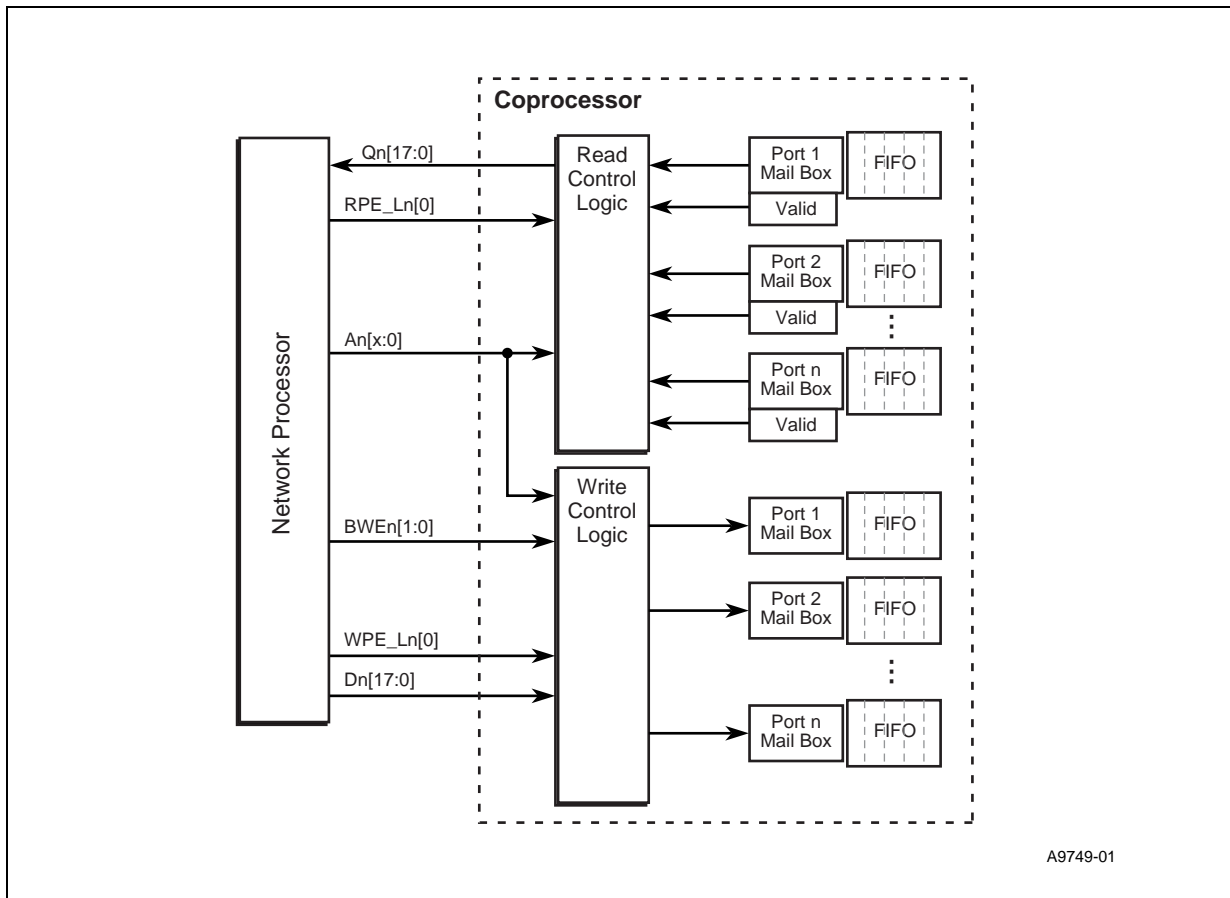 Coprocessor
Network Processor
Qn[17:0]
RPE_Ln[0]
An[x:0]
BWEn[1:0]
WPE_Ln[0]
Dn[17:0]
Read
Control
Logic
Port 1
Mail Box
FIFO
Valid
Port 2
Mail Box
FIFO
Valid
Port n
Mail Box
FIFO
Valid
Write
Control
Logic
Port 1
Mail Box
FIFO
Port 2
Mail Box
FIFO
Port n
Mail Box
FIFO
A9749-01